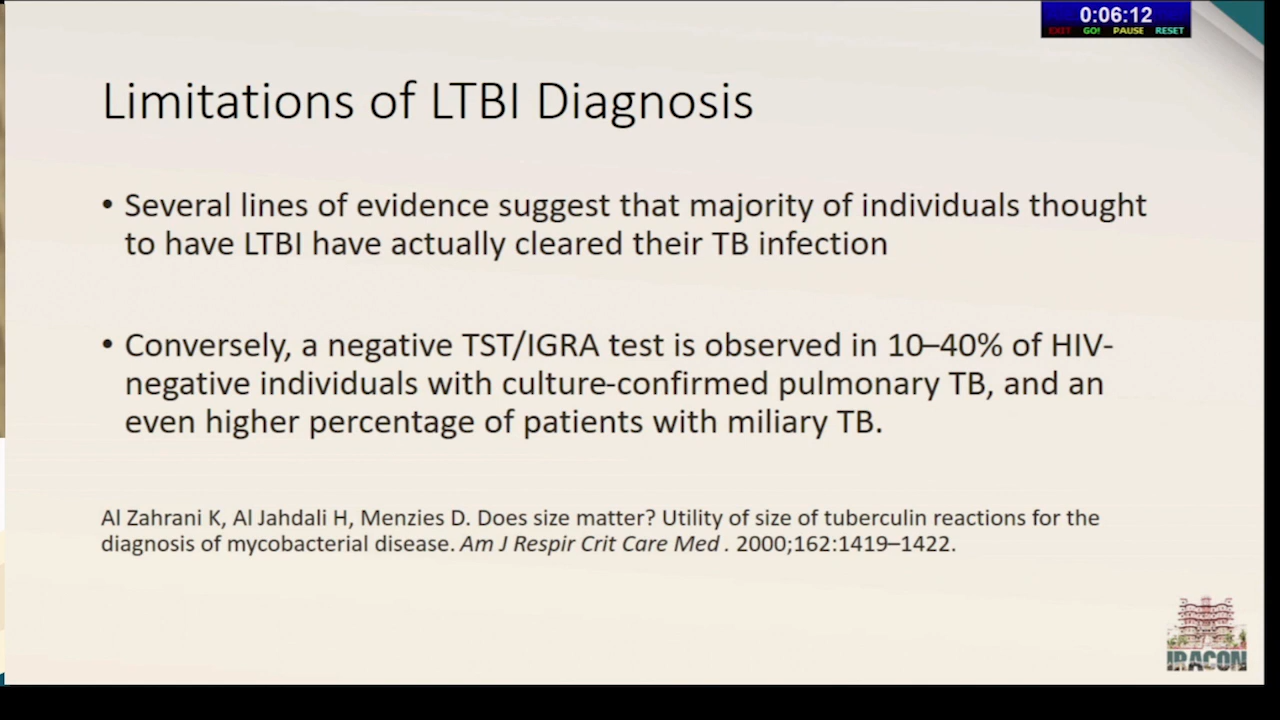 0:06:12
EXIT GO! PAUSE RESET
Limitations of LTBI Diagnosis
• Several lines of evidence suggest that majority of individuals thought
to have LTBI have actually cleared their TB infection
• Conversely, a negative TST/IGRA test is observed in 10–40% of HIV-
negative individuals with culture-confirmed pulmonary TB, and an
even higher percentage of patients with miliary TB.
Al Zahrani K, Al Jahdali H, Menzies D. Does size matter? Utility of size of tuberculin reactions for the
diagnosis of mycobacterial disease. Am J Respir Crit Care Med . 2000;162:1419–1422.
IRACON